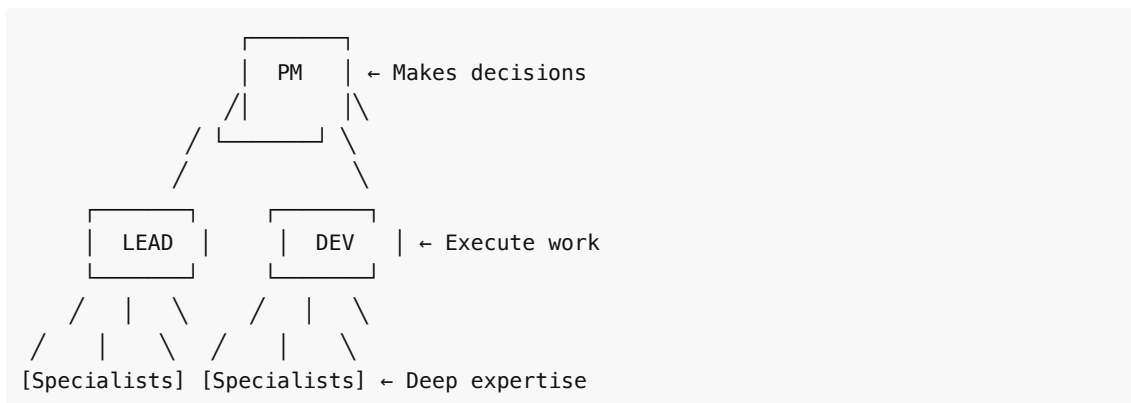 PM ← Makes decisions
LEAD DEV ← Execute work
[Specialists] [Specialists] ← Deep expertise